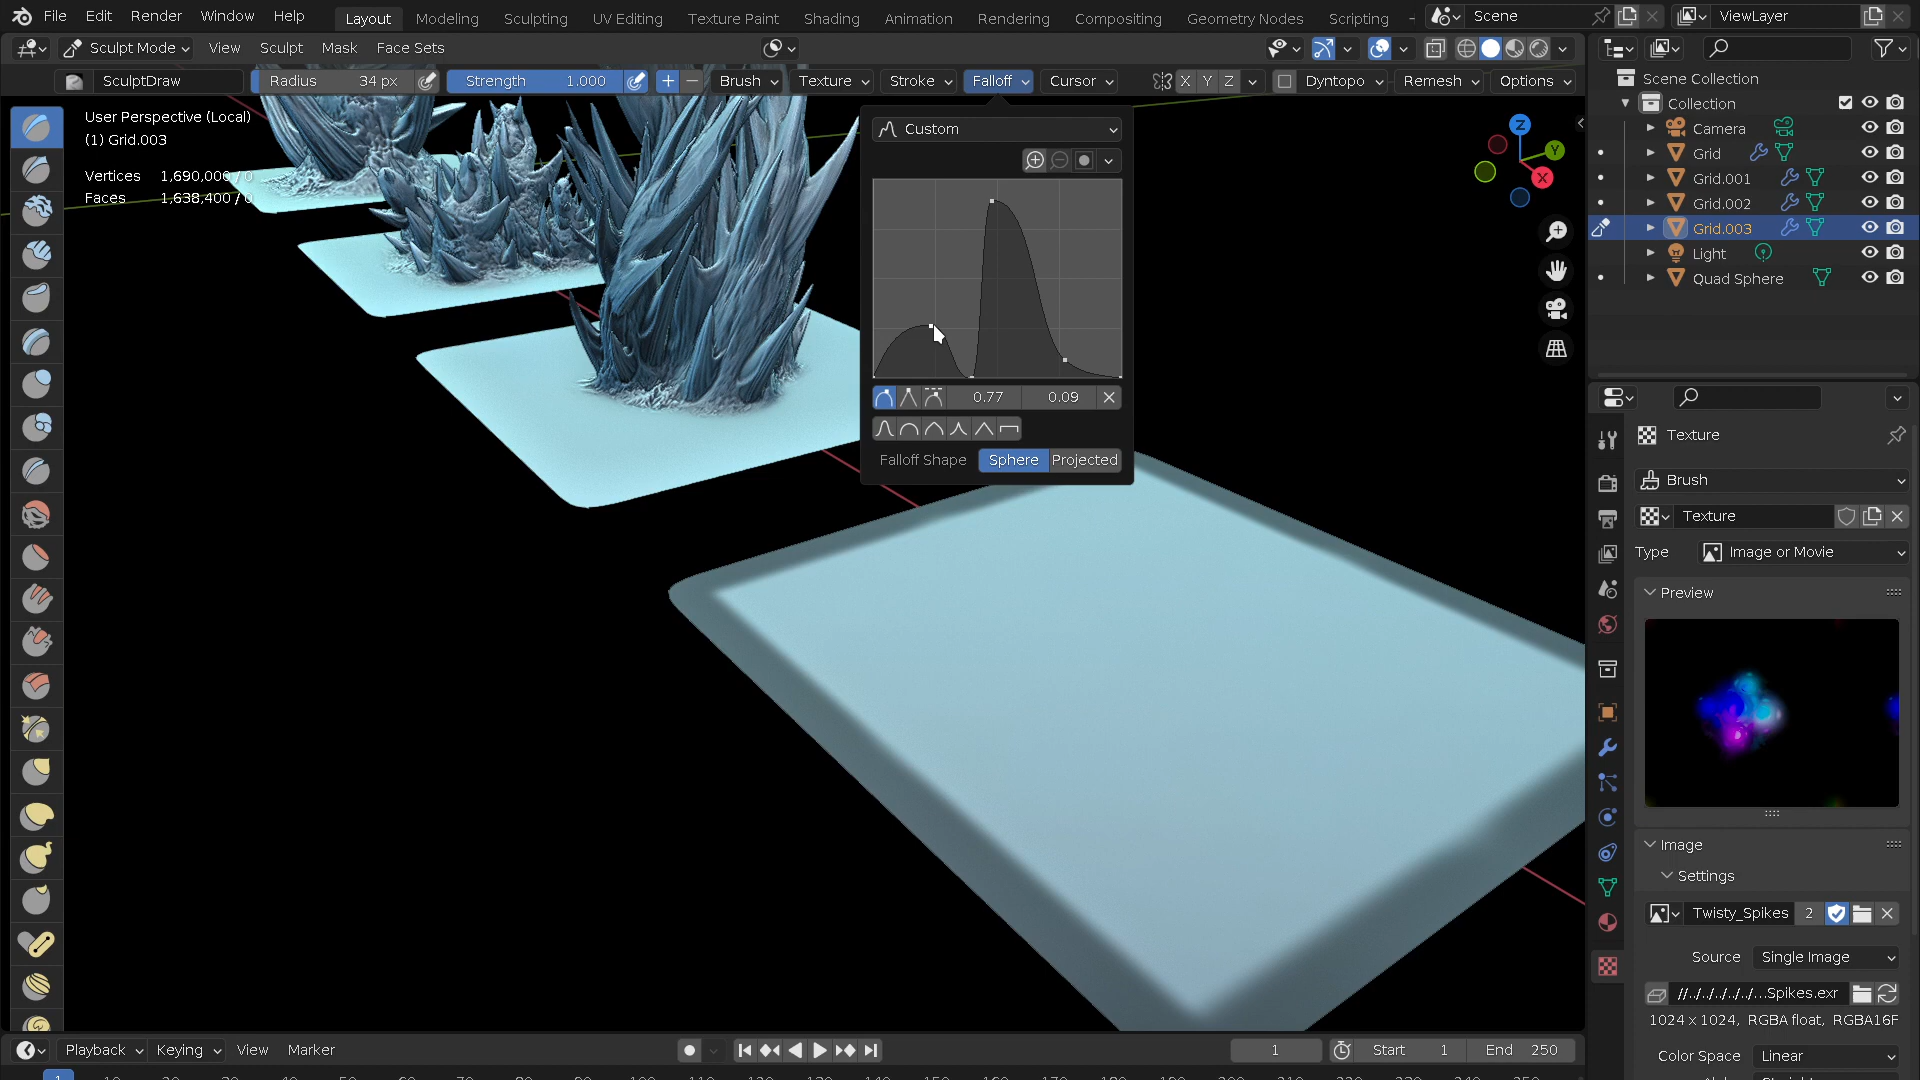 File Edit Render Window Help Layout Modeling Sculpting UV Editing Texture Paint Shading Animation Rendering Compositing Geometry Nodes Scripting Scene ViewLayer
Sculpt Mode View Sculpt Mask Face Sets
SculptDraw Radius 34 px Strength 1.000 Brush Texture Stroke Falloff Cursor X Y Z Dyntopo Remesh Options
User Perspective (Local)
(1) Grid.003
Vertices 1,690,000 / 0
Faces 1,638,400 / 0
Custom
0.77 0.09
Falloff Shape Sphere Projected
Z
Y
X
Scene Collection
Collection
Camera
Grid
Grid.001
Grid.002
Grid.003
Light
Quad Sphere
Texture
Brush
Texture
Type Image or Movie
Preview
Image
Settings
Twisty_Spikes 2
Source Single Image
//../../../../../...Spikes.exr
1024 x 1024, RGBA float, RGBA16F
Color Space Linear
Playback Keying View Marker 1 Start 1 End 250
1